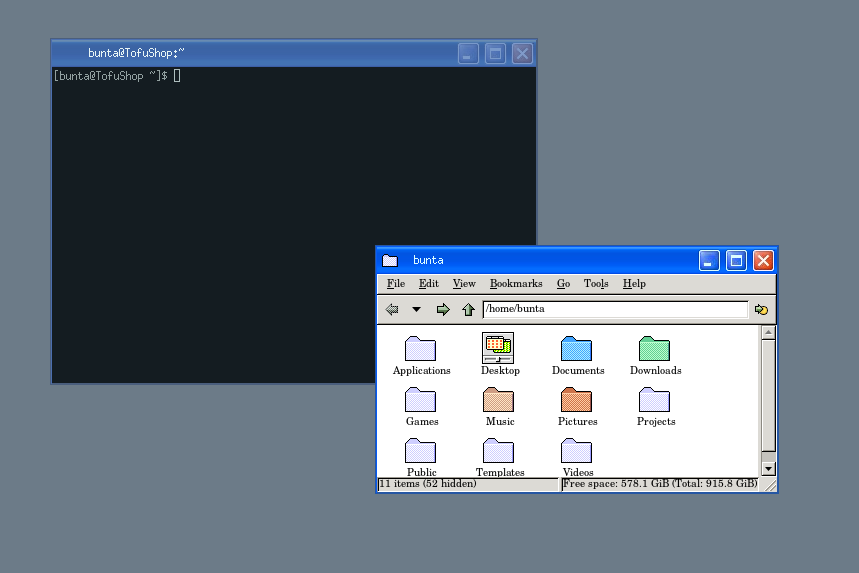 bunta@TofuShop:~
[bunta@TofuShop ~]$
bunta
File Edit View Bookmarks Go Tools Help
/home/bunta
Applications Desktop Documents Downloads
Games Music Pictures Projects
Public Templates Videos
11 items (52 hidden) Free space: 578.1 GiB (Total: 915.8 GiB)